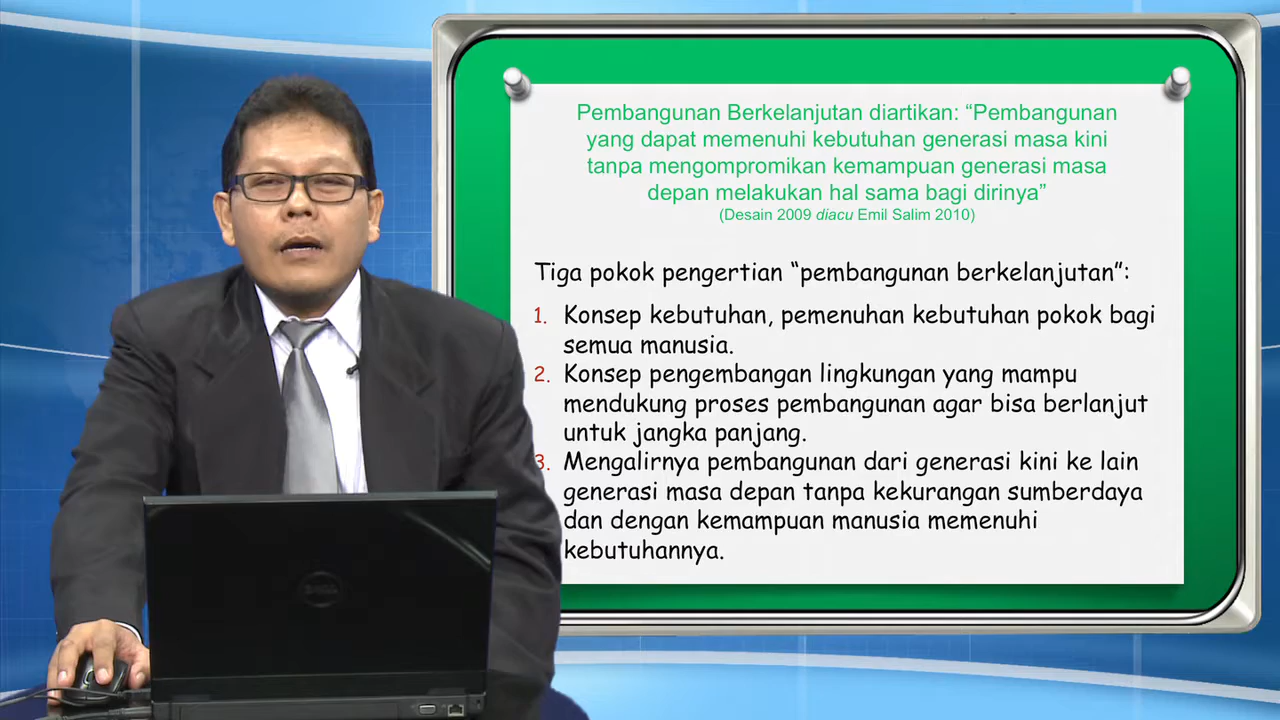 Pembangunan Berkelanjutan diartikan: “Pembangunan
yang dapat memenuhi kebutuhan generasi masa kini
tanpa mengompromikan kemampuan generasi masa
depan melakukan hal sama bagi dirinya”
(Desain 2009 diacu Emil Salim 2010)
Tiga pokok pengertian “pembangunan berkelanjutan”:
1. Konsep kebutuhan, pemenuhan kebutuhan pokok bagi
semua manusia.
2. Konsep pengembangan lingkungan yang mampu
mendukung proses pembangunan agar bisa berlanjut
untuk jangka panjang.
3. Mengalirnya pembangunan dari generasi kini ke lain
generasi masa depan tanpa kekurangan sumberdaya
dan dengan kemampuan manusia memenuhi
kebutuhannya.
DELL